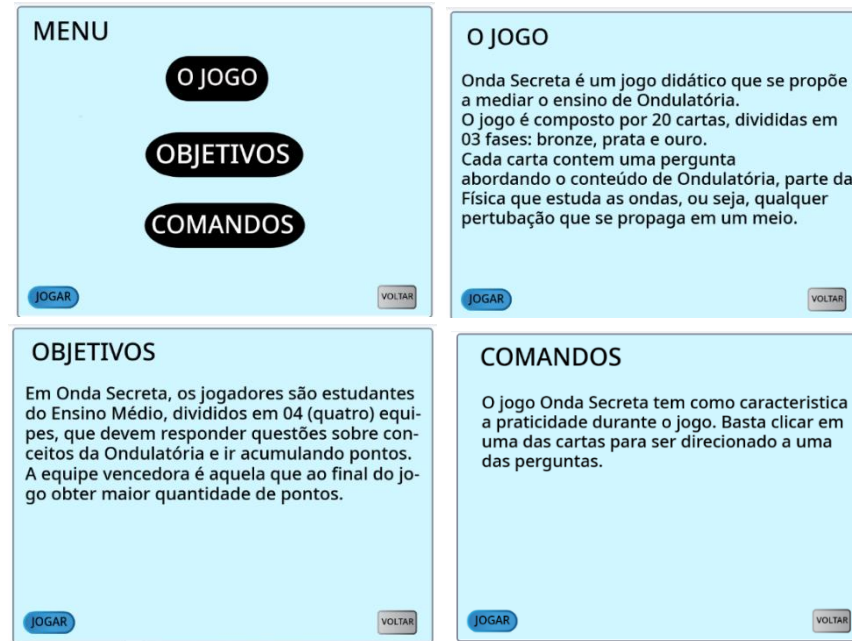 MENU
O JOGO
OBJETIVOS
COMANDOS
JOGAR
VOLTAR
O JOGO
Onda Secreta é um jogo didático que se propõe
a mediar o ensino de Ondulatória.
O jogo é composto por 20 cartas, divididas em
03 fases: bronze, prata e ouro.
Cada carta contem uma pergunta
abordando o conteúdo de Ondulatória, parte da
Física que estuda as ondas, ou seja, qualquer
pertubação que se propaga em um meio.
JOGAR
VOLTAR
OBJETIVOS
Em Onda Secreta, os jogadores são estudantes
do Ensino Médio, divididos em 04 (quatro) equi-
pes, que devem responder questões sobre con-
ceitos da Ondulatória e ir acumulando pontos.
A equipe vencedora é aquela que ao final do jo-
go obter maior quantidade de pontos.
JOGAR
VOLTAR
COMANDOS
O jogo Onda Secreta tem como caracteristica
a praticidade durante o jogo. Basta clicar em
uma das cartas para ser direcionado a uma
das perguntas.
JOGAR
VOLTAR